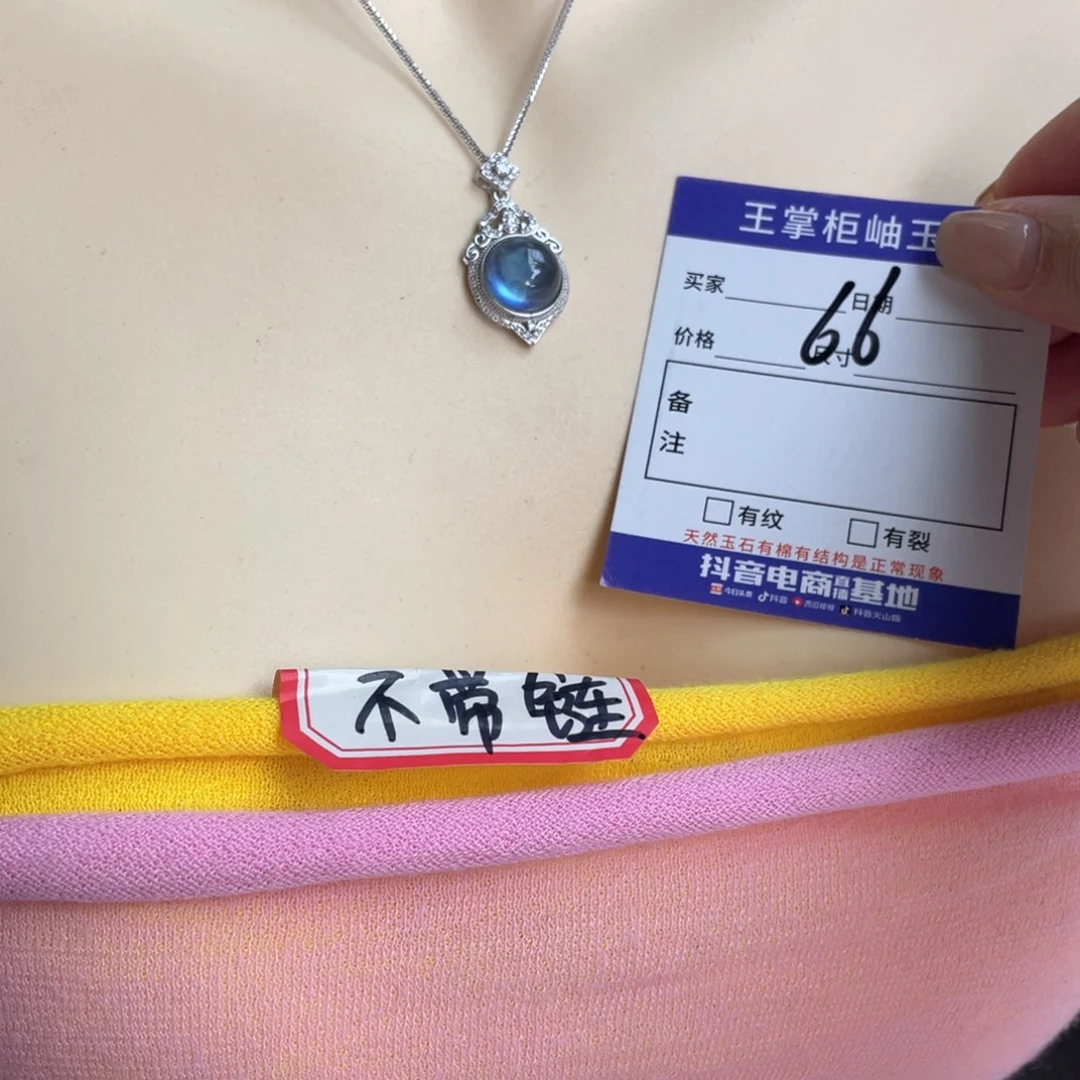 王掌柜岫玉
买家 日期
66
价格 尺寸
备
注
有纹 有裂
天然玉石有棉有结构是正常现象
抖音电商直播基地
今日头条 抖音 西瓜视频 抖音火山版
不带链